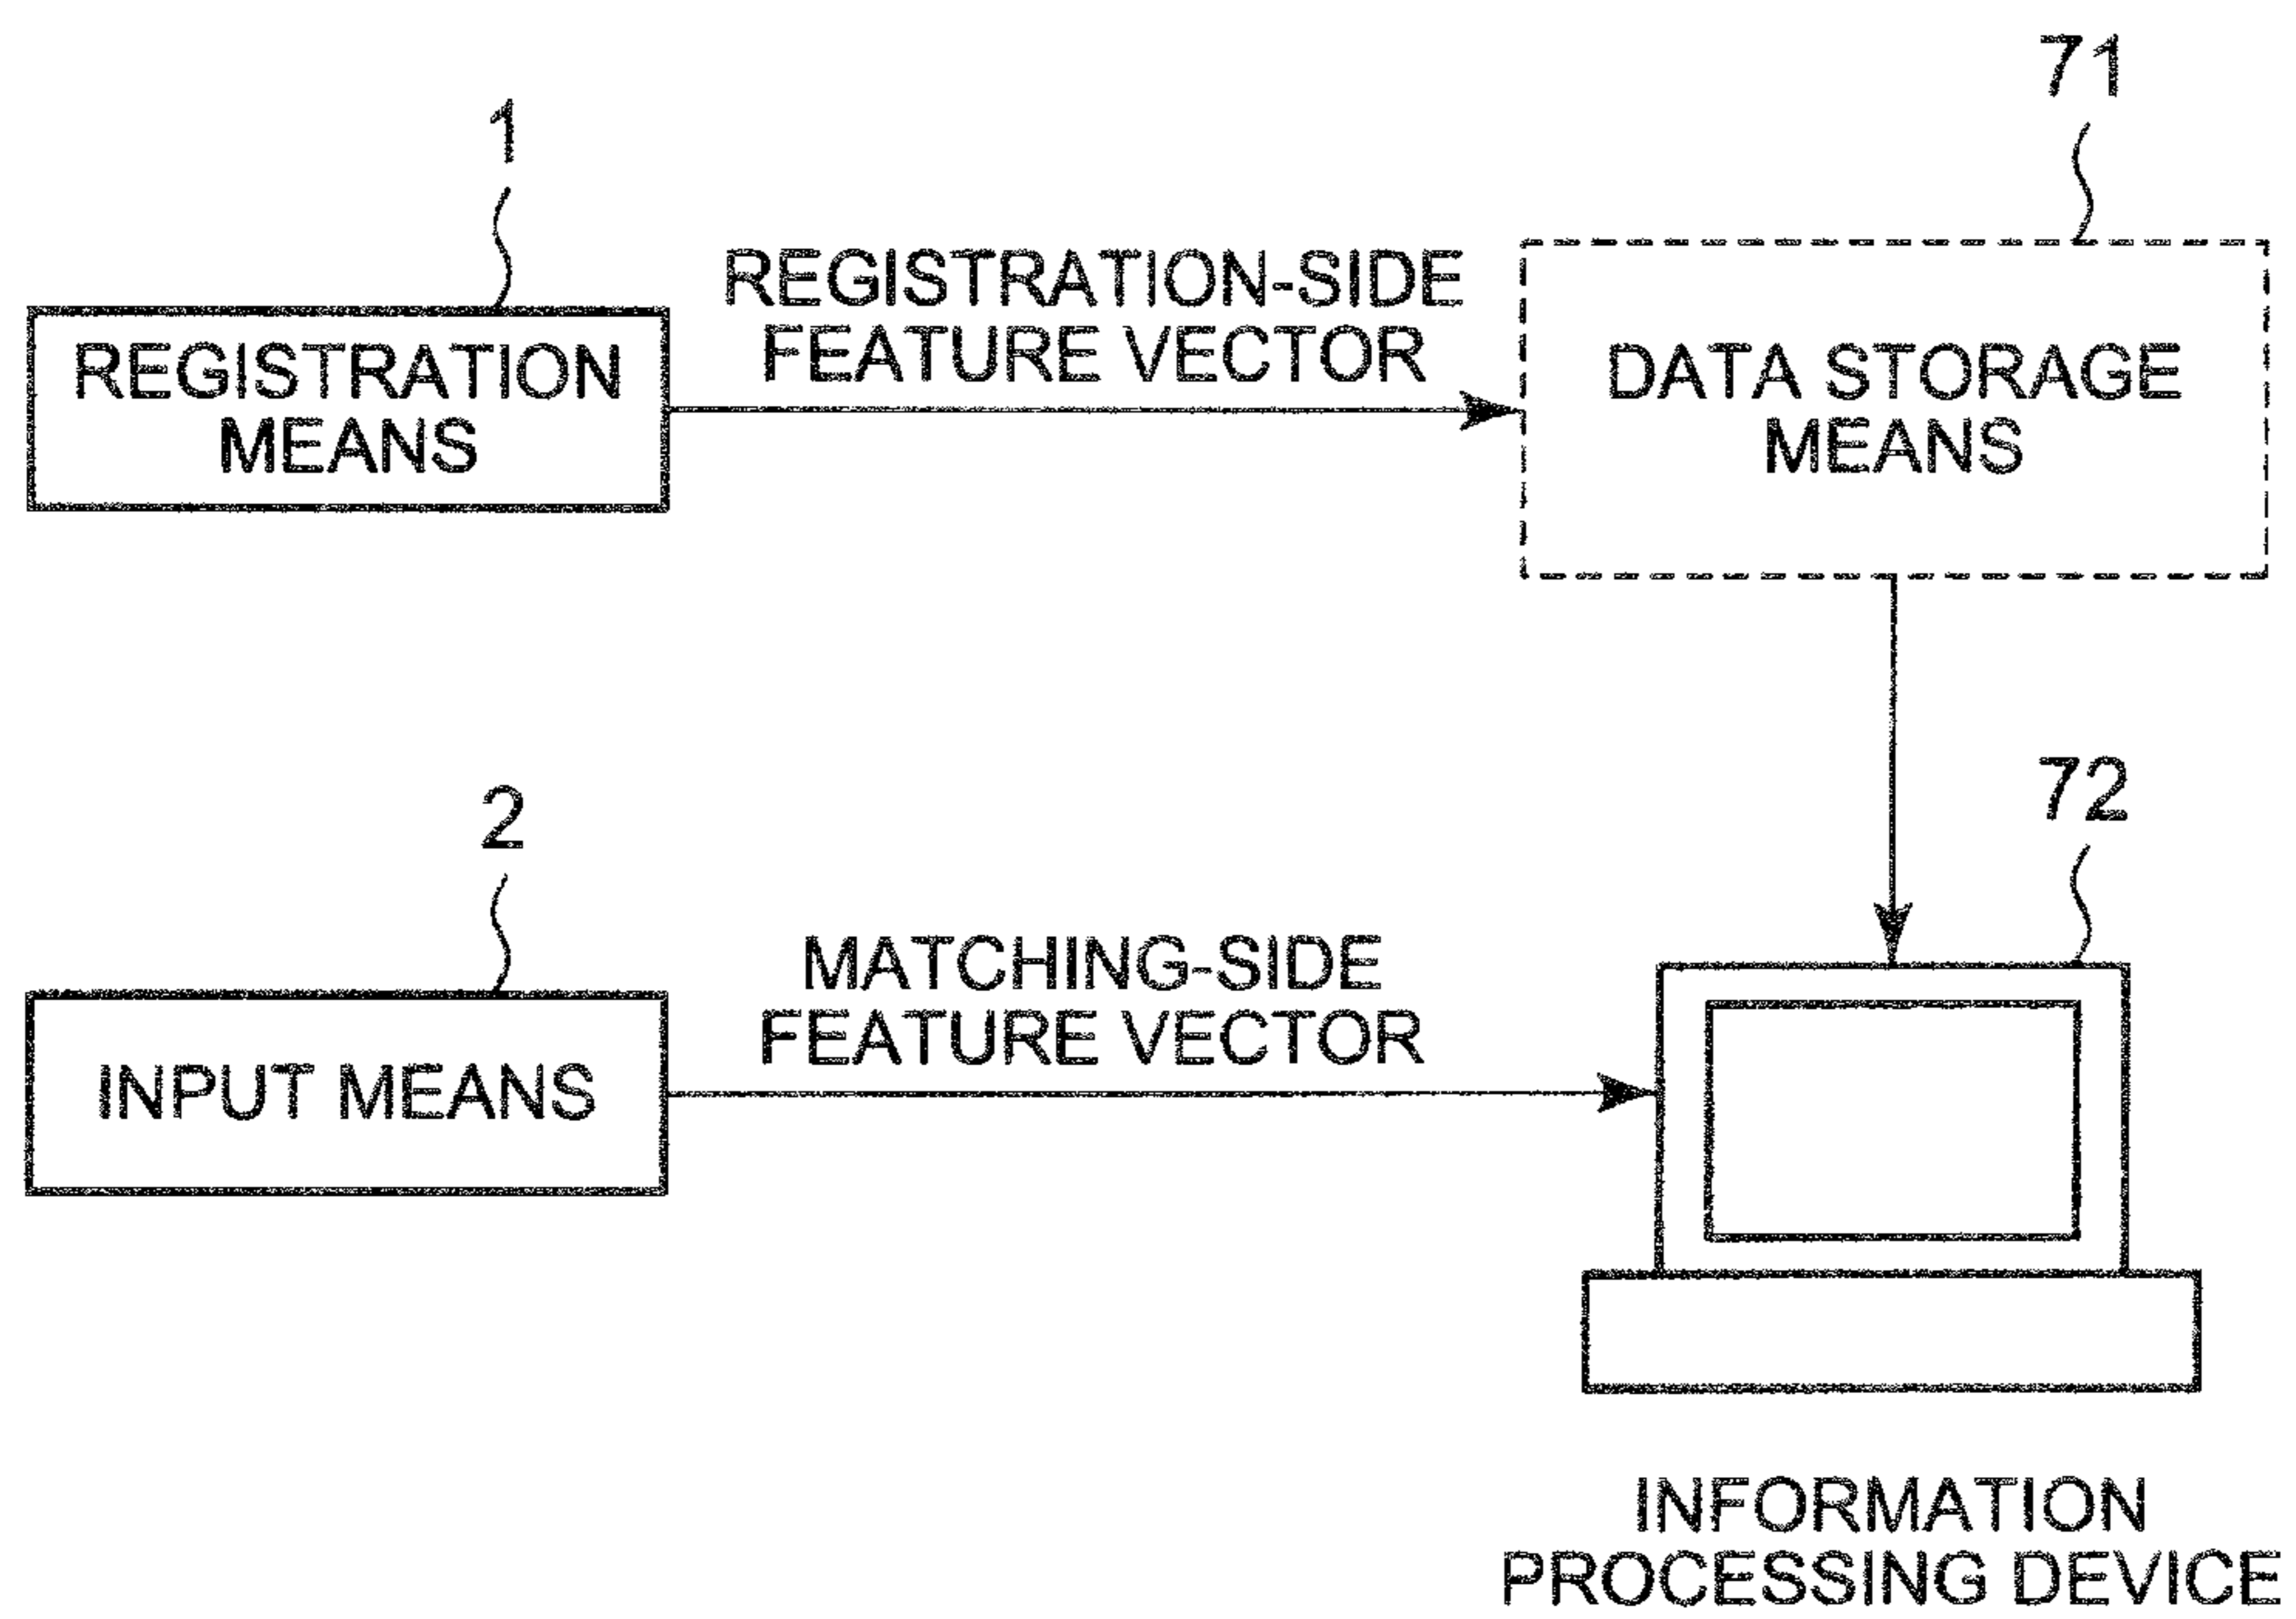 71
1
REGISTRATION-SIDE
FEATURE VECTOR
REGISTRATION
MEANS
DATA STORAGE
MEANS
72
2
MATCHING-SIDE
FEATURE VECTOR
INPUT MEANS
INFORMATION
PROCESSING DEVICE